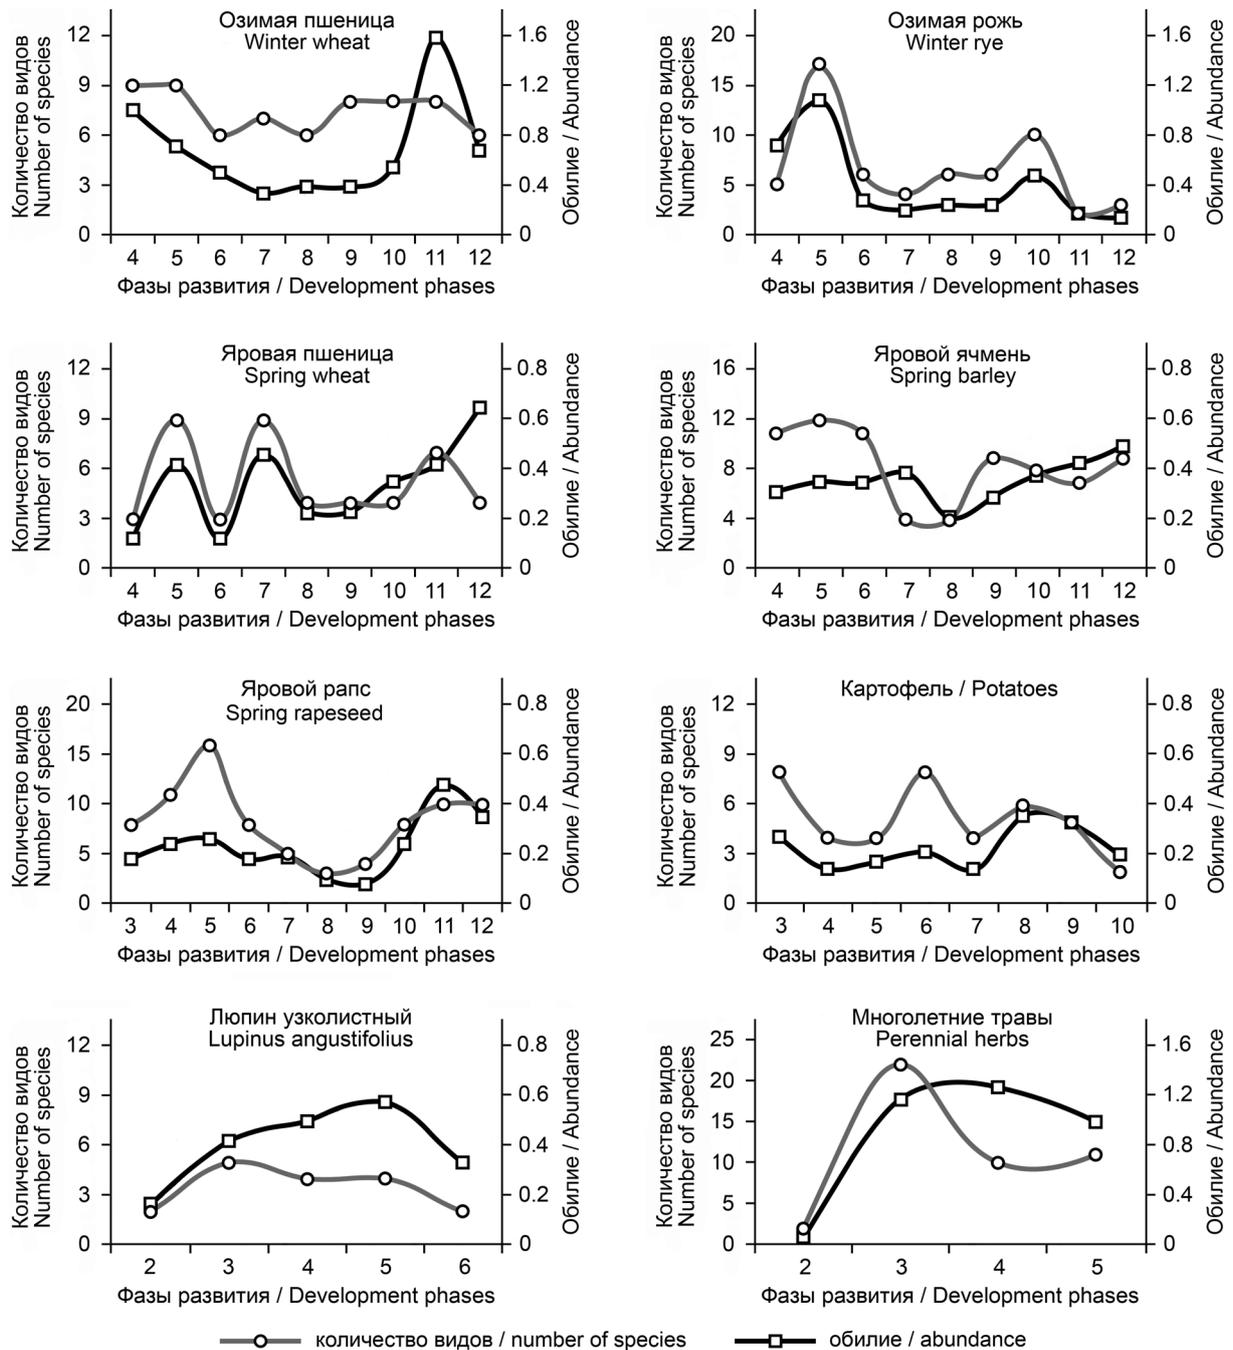 Озимая пшеница
Winter wheat
Количество видов
Number of species
12
9
6
3
0
1.6
1.2
0.8
0.4
0
Обилие / Abundance
4 5 6 7 8 9 10 11 12
Фазы развития / Development phases
Озимая рожь
Winter rye
Количество видов
Number of species
20
15
10
5
0
1.6
1.2
0.8
0.4
0
Обилие / Abundance
4 5 6 7 8 9 10 11 12
Фазы развития / Development phases
Яровая пшеница
Spring wheat
Количество видов
Number of species
12
9
6
3
0
0.8
0.6
0.4
0.2
0
Обилие / Abundance
4 5 6 7 8 9 10 11 12
Фазы развития / Development phases
Яровой ячмень
Spring barley
Количество видов
Number of species
16
12
8
4
0
0.8
0.6
0.4
0.2
0
Обилие / Abundance
4 5 6 7 8 9 10 11 12
Фазы развития / Development phases
Яровой рапс
Spring rapeseed
Количество видов
Number of species
20
15
10
5
0
0.8
0.6
0.4
0.2
0
Обилие / Abundance
3 4 5 6 7 8 9 10 11 12
Фазы развития / Development phases
Картофель / Potatoes
Количество видов
Number of species
12
9
6
3
0
0.8
0.6
0.4
0.2
0
Обилие / Abundance
3 4 5 6 7 8 9 10
Фазы развития / Development phases
Люпин узколистный
Lupinus angustifolius
Количество видов
Number of species
12
9
6
3
0
0.8
0.6
0.4
0.2
0
Обилие / Abundance
2 3 4 5 6
Фазы развития / Development phases
Многолетние травы
Perennial herbs
Количество видов
Number of species
25
20
15
10
5
0
1.6
1.2
0.8
0.4
0
Обилие / Abundance
2 3 4 5
Фазы развития / Development phases
количество видов / number of species
обилие / abundance